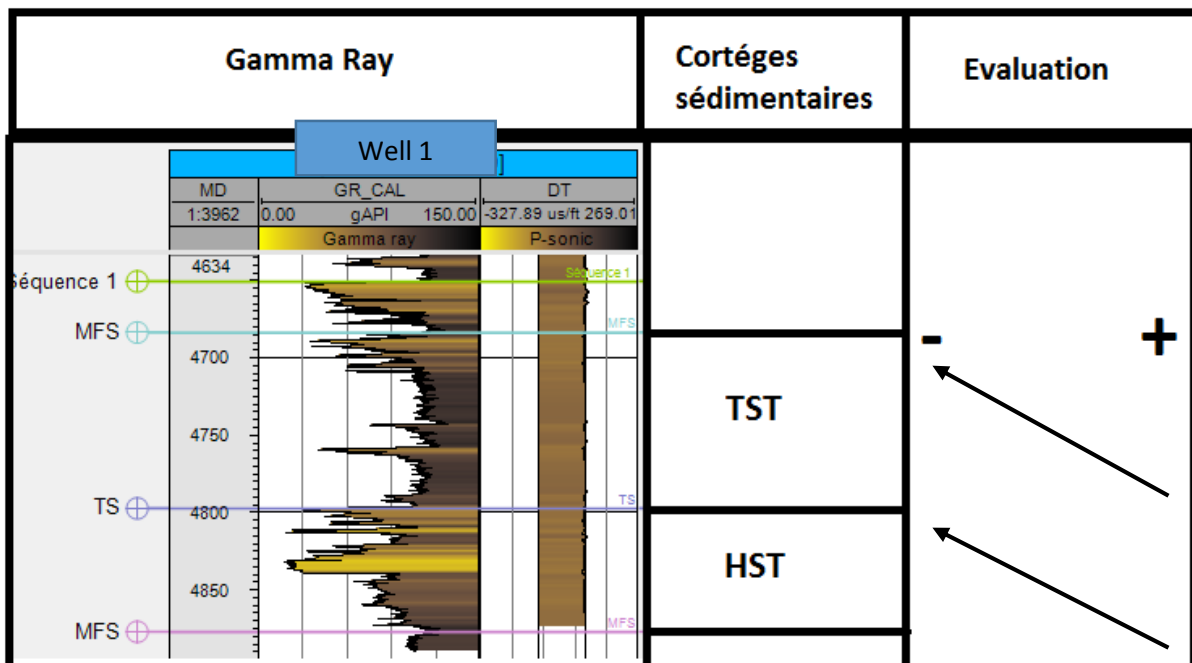 Gamma Ray
Cortéges
sédimentaires
Evaluation
Well 1
]
MD
GR_CAL
DT
1:3962
0.00 gAPI 150.00
-327.89 us/ft 269.01
Gamma ray
P-sonic
4634
Séquence 1
Séquence 1
MFS
MFS
4700
- +
TST
4750
TS
TS
4800
HST
4850
MFS
MFS